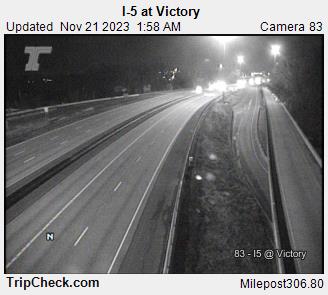 I-5 at Victory
Updated Nov 21 2023 1:58 AM Camera 83
T
N
83 - I5 @ Victory
TripCheck.com Milepost306.80